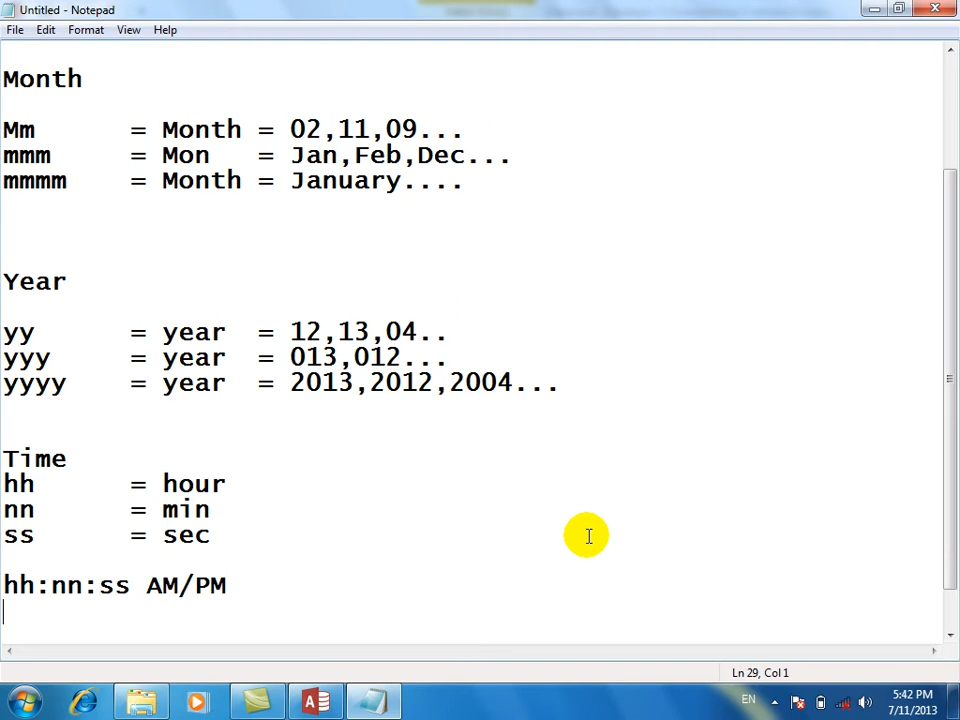 Untitled - Notepad
File Edit Format View Help
Month
Mm = Month = 02,11,09...
mmm = Mon = Jan,Feb,Dec...
mmmm = Month = January....
Year
yy = year = 12,13,04..
yyy = year = 013,012...
yyyy = year = 2013,2012,2004...
Time
hh = hour
nn = min
ss = sec
hh:nn:ss AM/PM
Ln 29, Col 1
EN
5:42 PM
7/11/2013